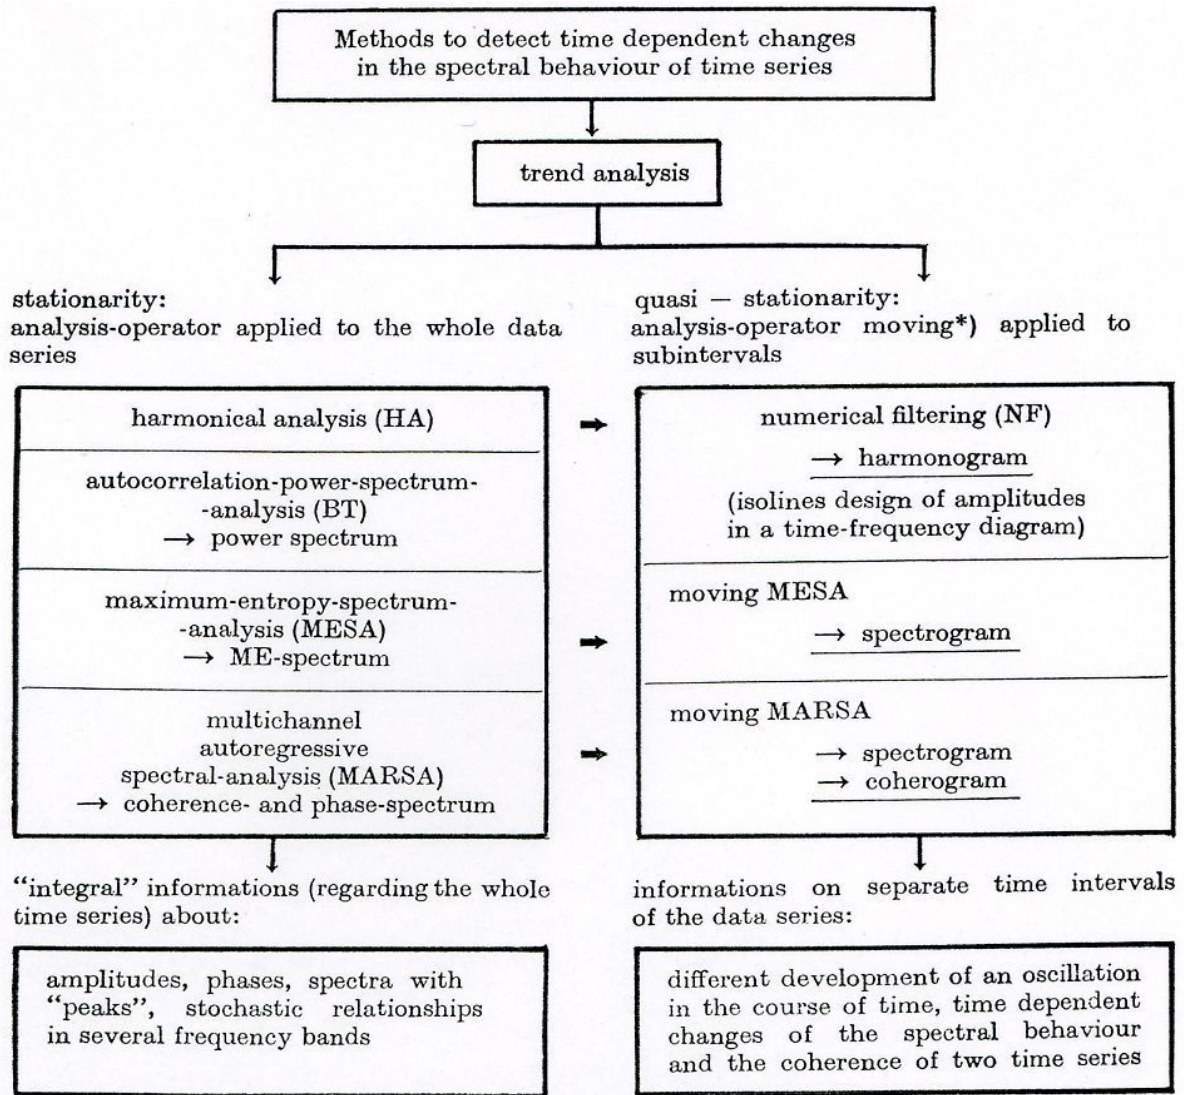 Methods to detect time dependent changes
in the spectral behaviour of time series
trend analysis
stationarity:
analysis-operator applied to the whole data
series
harmonical analysis (HA)
autocorrelation-power-spectrum-
-analysis (BT)
→ power spectrum
maximum-entropy-spectrum-
-analysis (MESA)
→ ME-spectrum
multichannel
autoregressive
spectral-analysis (MARSA)
→ coherence- and phase-spectrum
"integral" informations (regarding the whole
time series) about:
amplitudes, phases, spectra with
"peaks", stochastic relationships
in several frequency bands
quasi — stationarity:
analysis-operator moving*) applied to
subintervals
numerical filtering (NF)
→ harmonogram
(isolines design of amplitudes
in a time-frequency diagram)
moving MESA
→ spectrogram
moving MARSA
→ spectrogram
→ coherogram
informations on separate time intervals
of the data series:
different development of an oscillation
in the course of time, time dependent
changes of the spectral behaviour
and the coherence of two time series